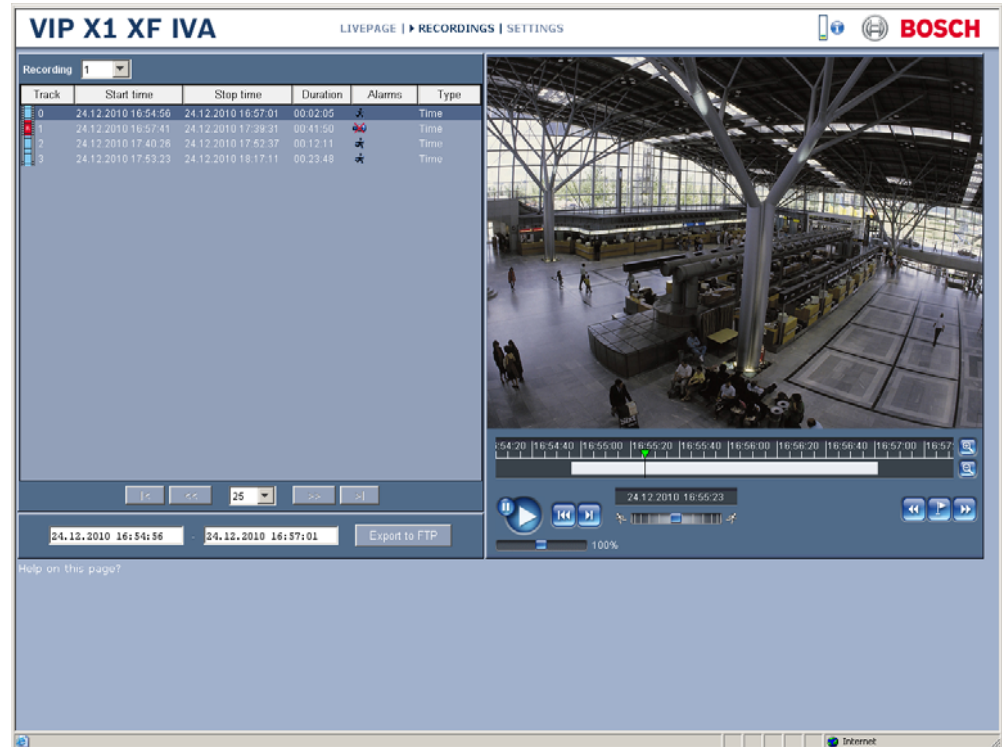 VIP X1 XF IVA
LIVEPAGE | RECORDINGS | SETTINGS
BOSCH
Recording 1
Track Start time Stop time Duration Alarms Type
0 24.12.2010 16:54:56 24.12.2010 16:57:01 00:02:05 Time
1 24.12.2010 16:57:41 24.12.2010 17:39:31 00:41:50 Time
2 24.12.2010 17:40:26 24.12.2010 17:52:37 00:12:11 Time
3 24.12.2010 17:53:23 24.12.2010 18:17:11 00:23:48 Time
|< << 25 >> >|
24.12.2010 16:54:56 - 24.12.2010 16:57:01 Export to FTP
:54:20 |16:54:40 |16:55:00 |16:55:20 |16:55:40 |16:56:00 |16:56:20 |16:56:40 |16:57:00 |16:57:
24.12.2010 16:55:23
100%
Help on this page?
Internet